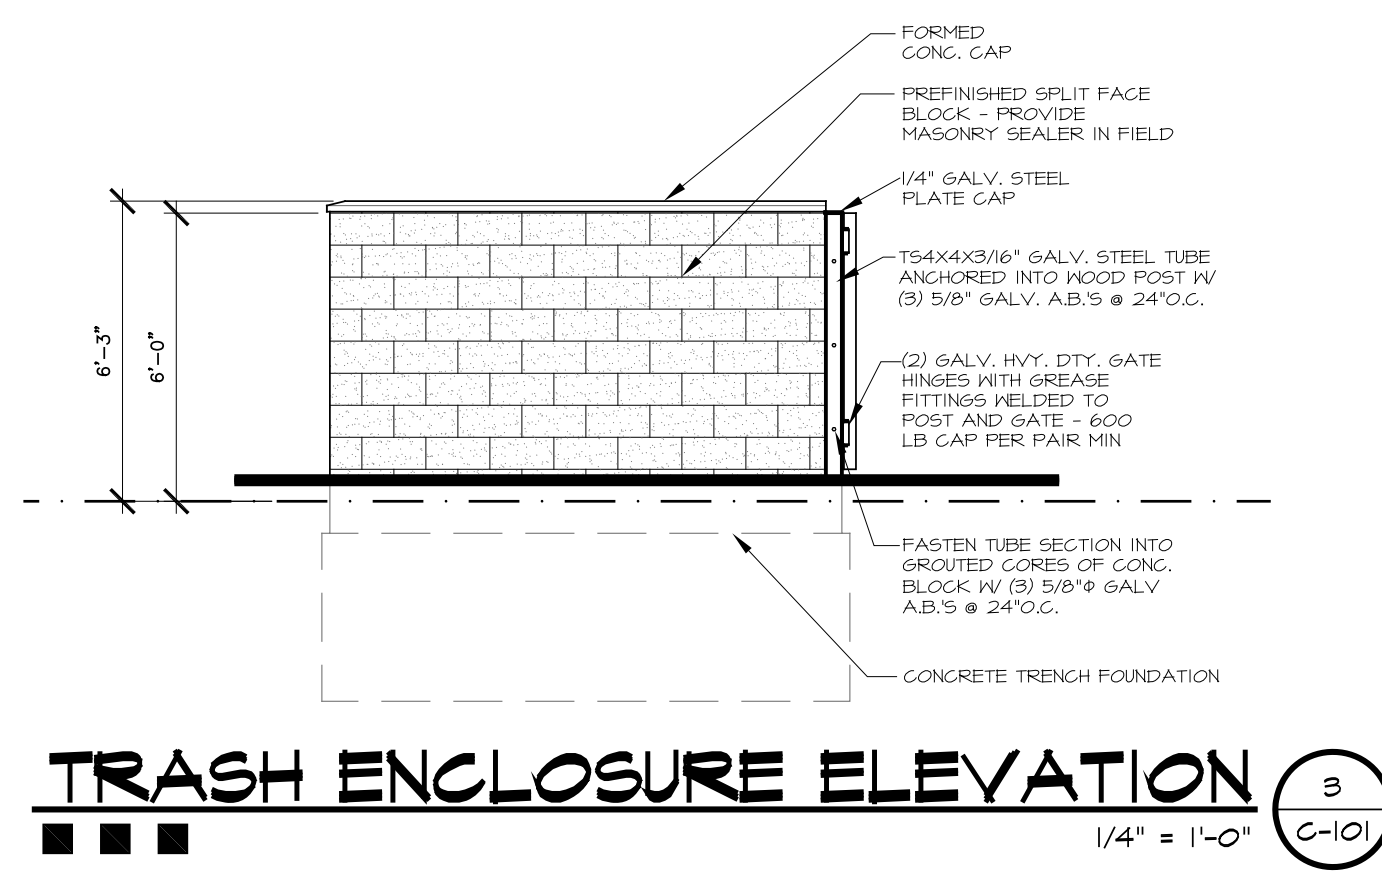 FORMED
CONC. CAP
PREFINISHED SPLIT FACE
BLOCK - PROVIDE
MASONRY SEALER IN FIELD
1/4" GALV. STEEL
PLATE CAP
TS4X4X3/16" GALV. STEEL TUBE
ANCHORED INTO WOOD POST W/
(3) 5/8" GALV. A.B.'S @ 24"O.C.
6'-3"
6'-0"
(2) GALV. HVY. DTY. GATE
HINGES WITH GREASE
FITTINGS WELDED TO
POST AND GATE - 600
LB CAP PER PAIR MIN
FASTEN TUBE SECTION INTO
GROUTED CORES OF CONC.
BLOCK W/ (3) 5/8"Φ GALV
A.B.'S @ 24"O.C.
CONCRETE TRENCH FOUNDATION
TRASH ENCLOSURE ELEVATION
1/4" = 1'-0"
3
C-101